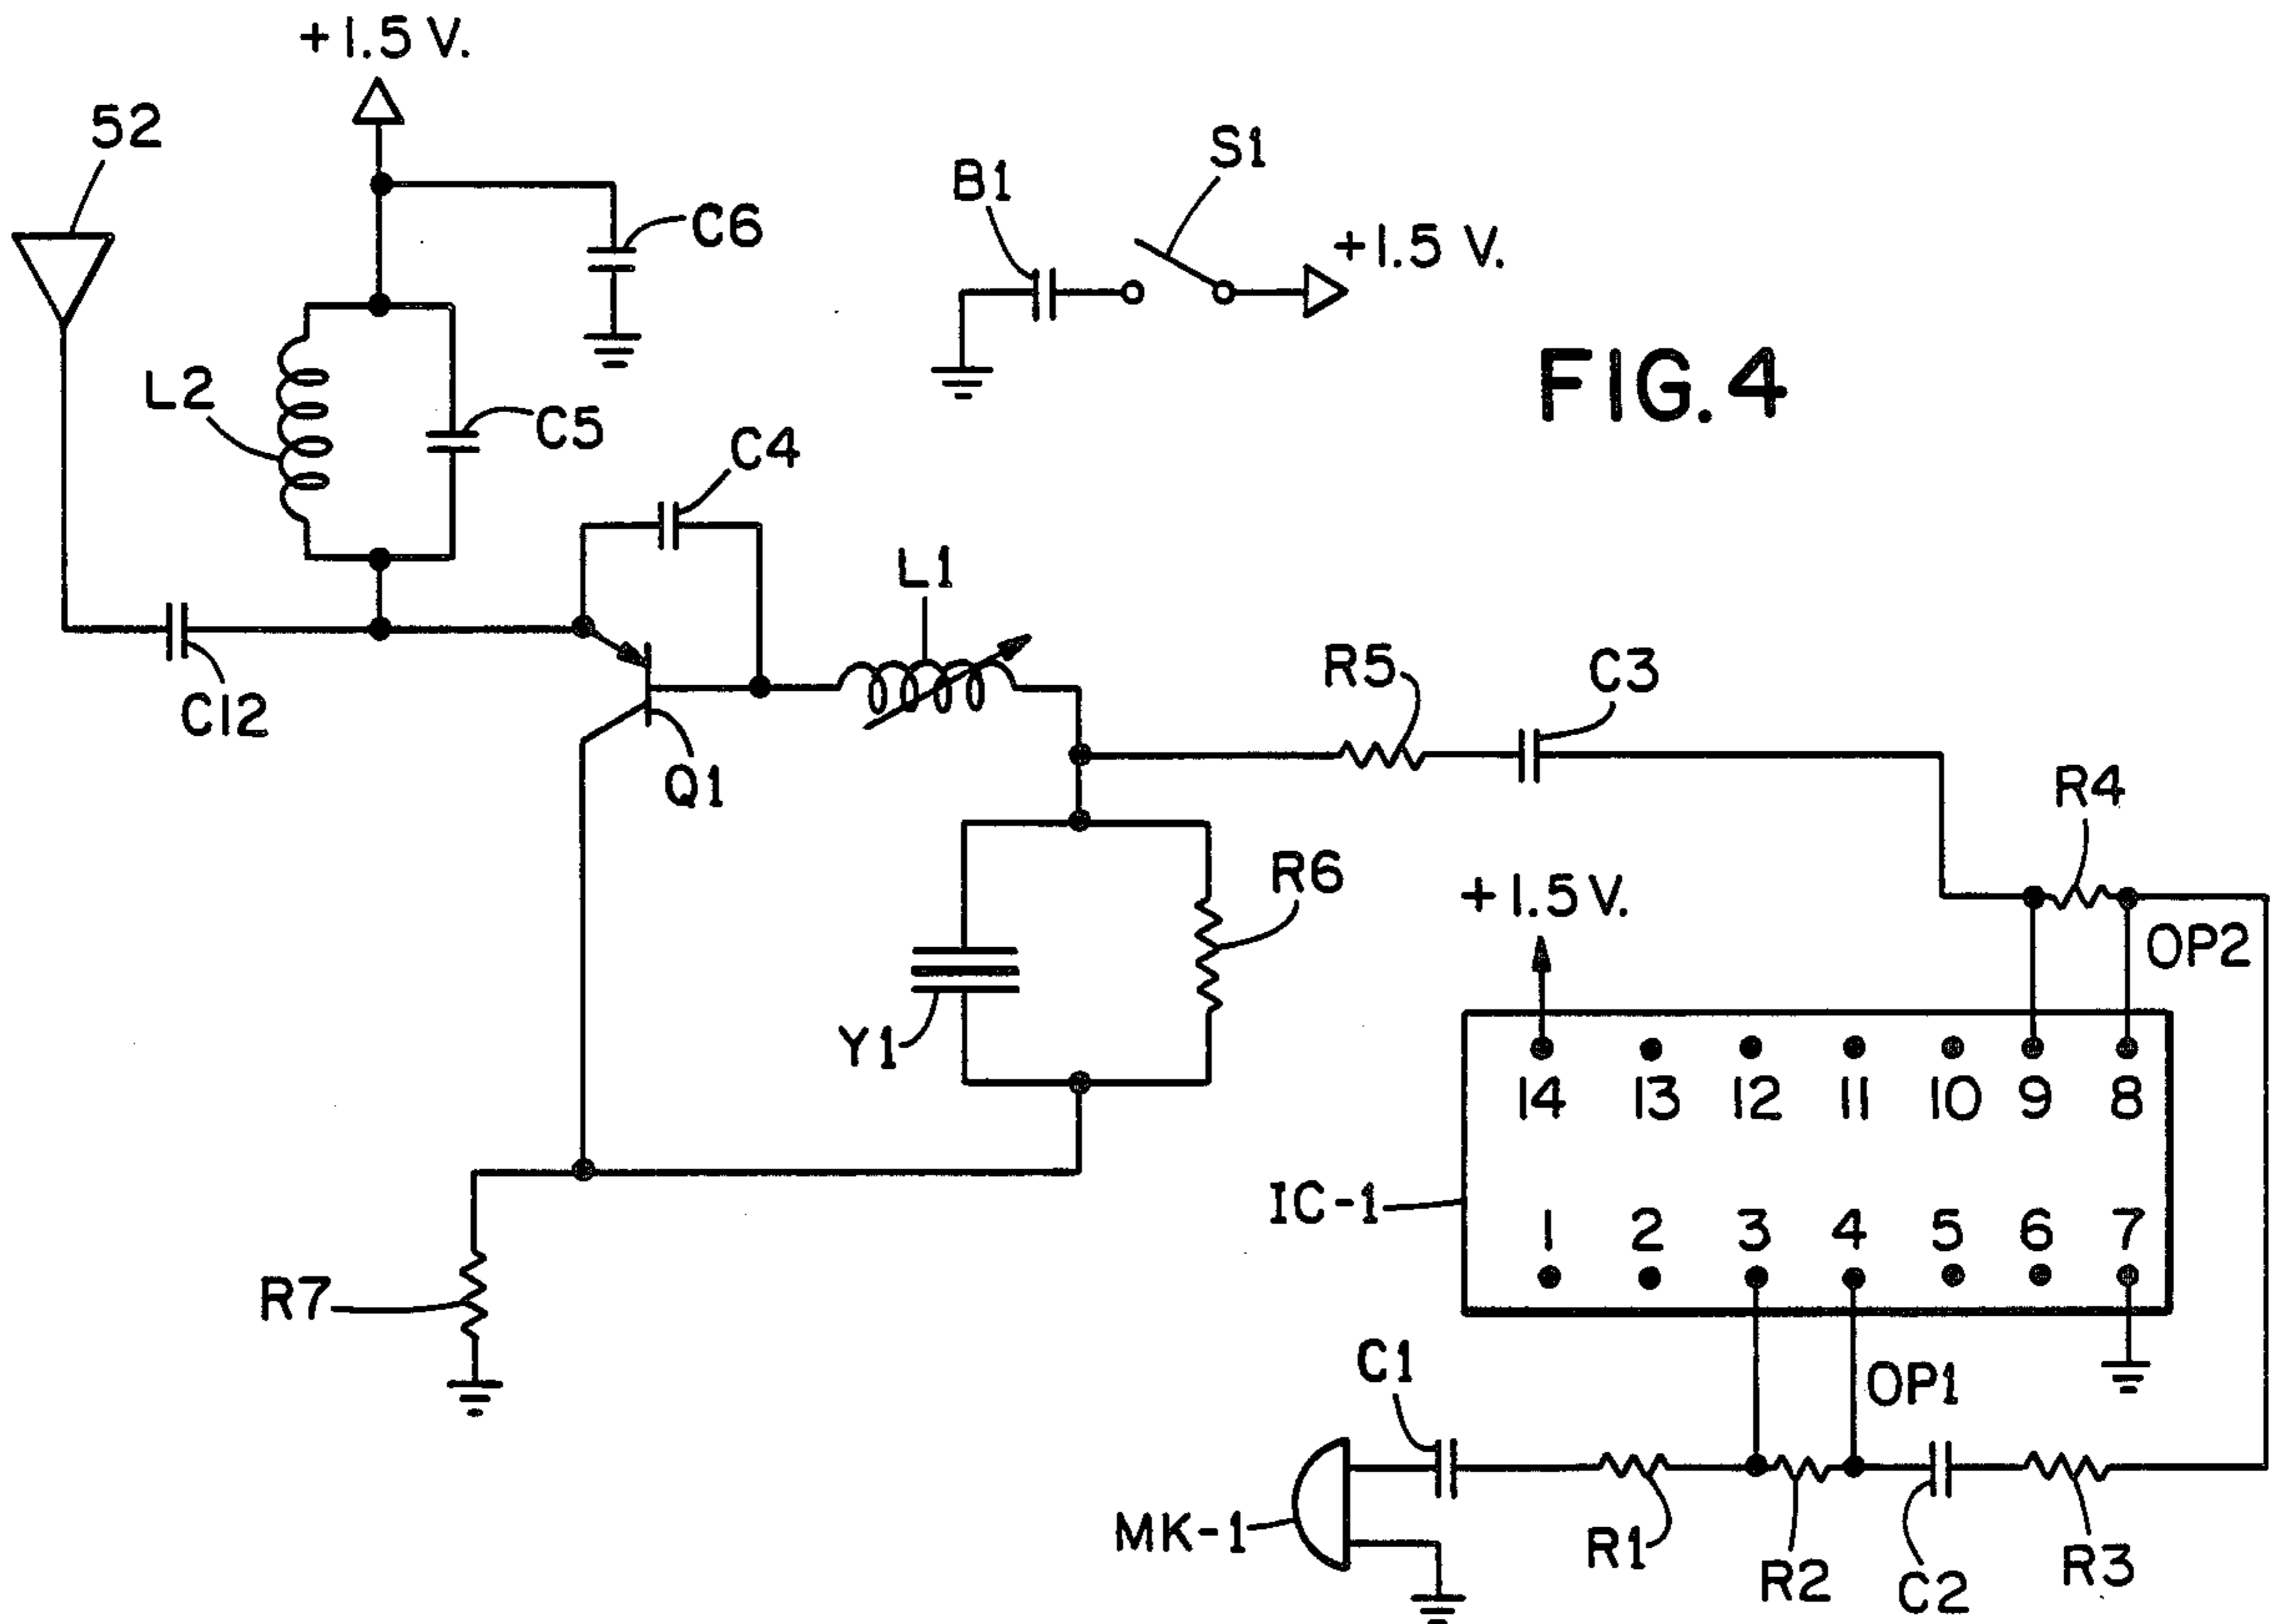 +1.5 V.
52
S1
B1
C6
+1.5 V.
FIG. 4
L2
C5
C4
L1
R5
C3
C12
Q1
R4
R6
+1.5 V.
OP2
Y1
14 13 12 11 10 9 8
IC-1
1 2 3 4 5 6 7
R7
C1
OP1
MK-1
R1
R2
C2
R3